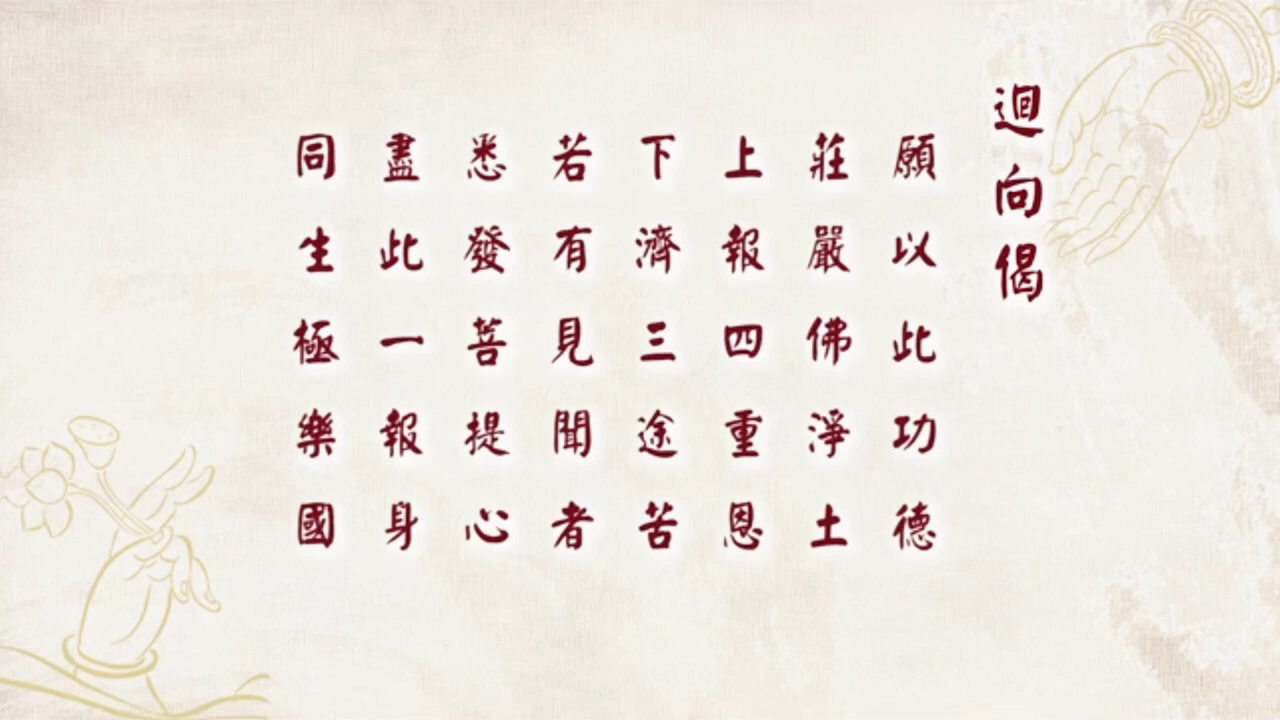 迴向偈
願以此功德
莊嚴佛淨土
上報四重恩
下濟三途苦
若有見聞者
悉發菩提心
盡此一報身
同生極樂國